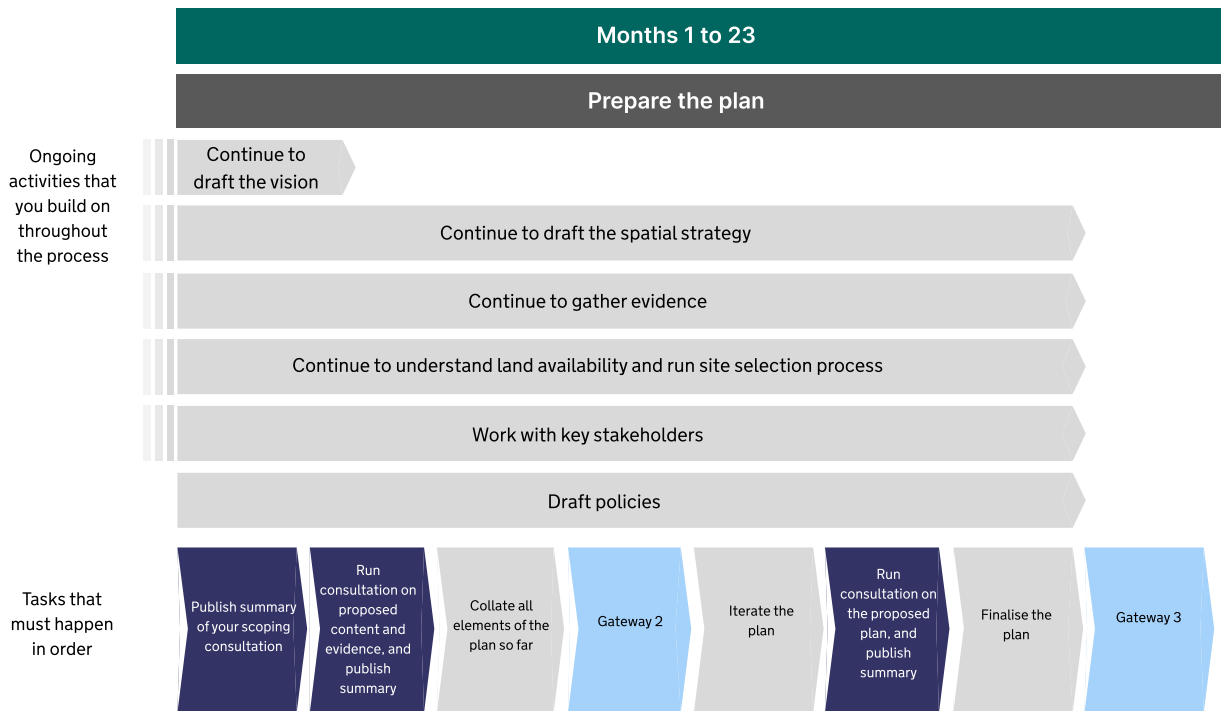 Months 1 to 23
Prepare the plan
Ongoing
activities that
you build on
throughout
the process
Continue to
draft the vision
Continue to draft the spatial strategy
Continue to gather evidence
Continue to understand land availability and run site selection process
Work with key stakeholders
Draft policies
Tasks that
must happen
in order
Publish summary
of your scoping
consultation
Run
consultation on
proposed
content and
evidence, and
publish
summary
Collate all
elements of the
plan so far
Gateway 2
Iterate the
plan
Run
consultation on
the proposed
plan, and
publish
summary
Finalise the
plan
Gateway 3